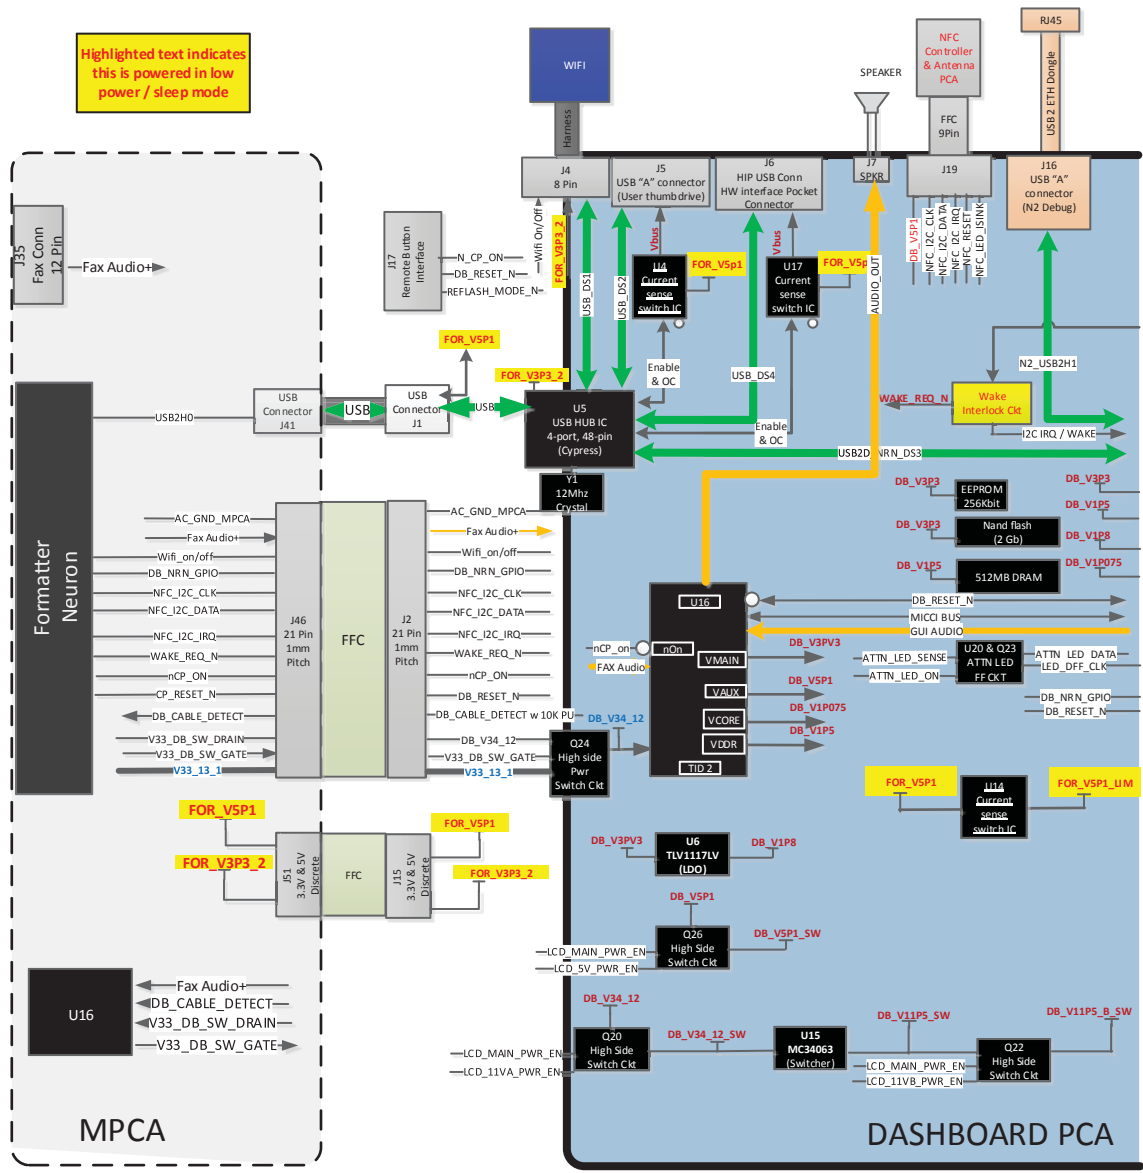 Highlighted text indicates
this is powered in low
power / sleep mode
WIFI
Harness
SPEAKER
NFC
Controller
& Antenna
PCA
FFC
9Pin
RJ45
USB 2 ETH Dongle
J4
8 Pin
J5
USB "A" connector
(User thumbdrive)
J6
HIP USB Conn
HW interface Pocket
Connector
J7
SPKR
J19
J16
USB "A"
connector
(N2 Debug)
J35
Fax Conn
12 Pin
Fax Audio+
J17
RemoteButton
Interface
N_CP_ON
DB_RESET_N
REFLASH_MODE_N
Wifi On/Off
FOR_V3P3_2
USB_DS1
USB_DS2
Vbus
U4
Current
sense
switch IC
FOR_V5p1
Vbus
U17
Current
sense
switch IC
FOR_V5p
AUDIO_OUT
DB_V5P1
NFC_I2C_CLK
NFC_I2C_DATA
NFC_I2C_IRQ
NFC_RESET
NFC_LED_ISINK
FOR_V5P1
FOR_V3P3_2
Enable
& OC
USB_DS4
N2_USB2H1
Formatter
Neuron
USB2H0
USB
Connector
J41
USB
USB
Connector
J1
USB
U5
USB HUB IC
4-port, 48-pin
(Cypress)
Enable
& OC
WAKE_REQ_N
Wake
Interlock Ckt
I2C IRQ / WAKE
USB2D_NRN_DS3
Y1
12Mhz
Crystal
DB_V3P3
EEPROM
256Kbit
DB_V3P3
DB_V1P5
DB_V3P3
Nand flash
(2 Gb)
DB_V1P8
DB_V1P5
512MB DRAM
DB_V1P075
AC_GND_MPCA
Fax Audio+
Wifi_on/off
DB_NRN_GPIO
NFC_I2C_CLK
NFC_I2C_DATA
NFC_I2C_IRQ
WAKE_REQ_N
nCP_ON
CP_RESET_N
DB_CABLE_DETECT
V33_DB_SW_DRAIN
V33_DB_SW_GATE
V33_13_1
J46
21 Pin
1mm
Pitch
FFC
J2
21 Pin
1mm
Pitch
AC_GND_MPCA
Fax Audio+
Wifi_on/off
DB_NRN_GPIO
NFC_I2C_CLK
NFC_I2C_DATA
NFC_I2C_IRQ
WAKE_REQ_N
nCP_ON
DB_RESET_N
DB_CABLE_DETECT w 10K PU
DB_V34_12
V33_DB_SW_GATE
V33_13_1
DB_V34_12
Q24
High side
Pwr
Switch Ckt
nCP_on
FAX Audio
U16
nOn
VMAIN
VAUX
VCORE
VDDR
TID 2
DB_RESET_N
MICCI BUS
GUI AUDIO
DB_V3PV3
DB_V5P1
DB_V1P075
DB_V1P5
ATTN_LED_SENSE
ATTN_LED_ON
U20 & Q23
ATTN LED
FF CKT
ATTN_LED_DATA
LED_DFF_CLK
DB_NRN_GPIO
DB_RESET_N
FOR_V5P1
U14
Current
sense
switch IC
FOR_V5P1_LIM
FOR_V5P1
FOR_V3P3_2
J51
3.3V & 5V
Discrete
FFC
J15
3.3V & 5V
Discrete
FOR_V5P1
FOR_V3P3_2
DB_V3PV3
U6
TLV1117LV
(LDO)
DB_V1P8
DB_V5P1
Q26
High Side
Switch Ckt
DB_V5P1_SW
LCD_MAIN_PWR_EN
LCD_5V_PWR_EN
U16
Fax Audio+
DB_CABLE_DETECT
V33_DB_SW_DRAIN
V33_DB_SW_GATE
DB_V34_12
Q20
High Side
Switch Ckt
LCD_MAIN_PWR_EN
LCD_11VA_PWR_EN
DB_V34_12_SW
U15
MC34063
(Switcher)
DB_V11P5_SW
LCD_MAIN_PWR_EN
LCD_11VB_PWR_EN
Q22
High Side
Switch Ckt
DB_V11P5_B_SW
MPCA
DASHBOARD PCA